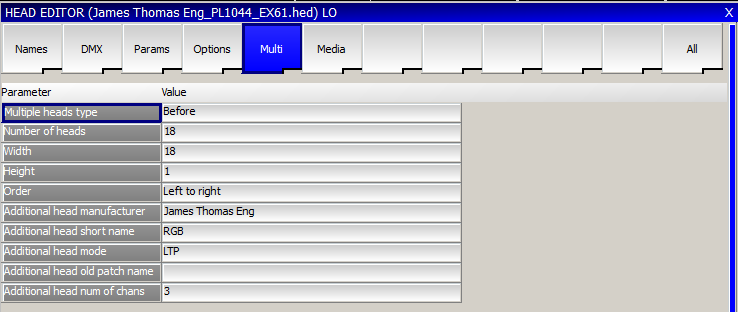 HEAD EDITOR (James Thomas Eng_PL1044_EX61.hed) LO X
Names DMX Params Options Multi Media All
Parameter Value
Multiple heads type Before
Number of heads 18
Width 18
Height 1
Order Left to right
Additional head manufacturer James Thomas Eng
Additional head short name RGB
Additional head mode LTP
Additional head old patch name
Additional head num of chans 3